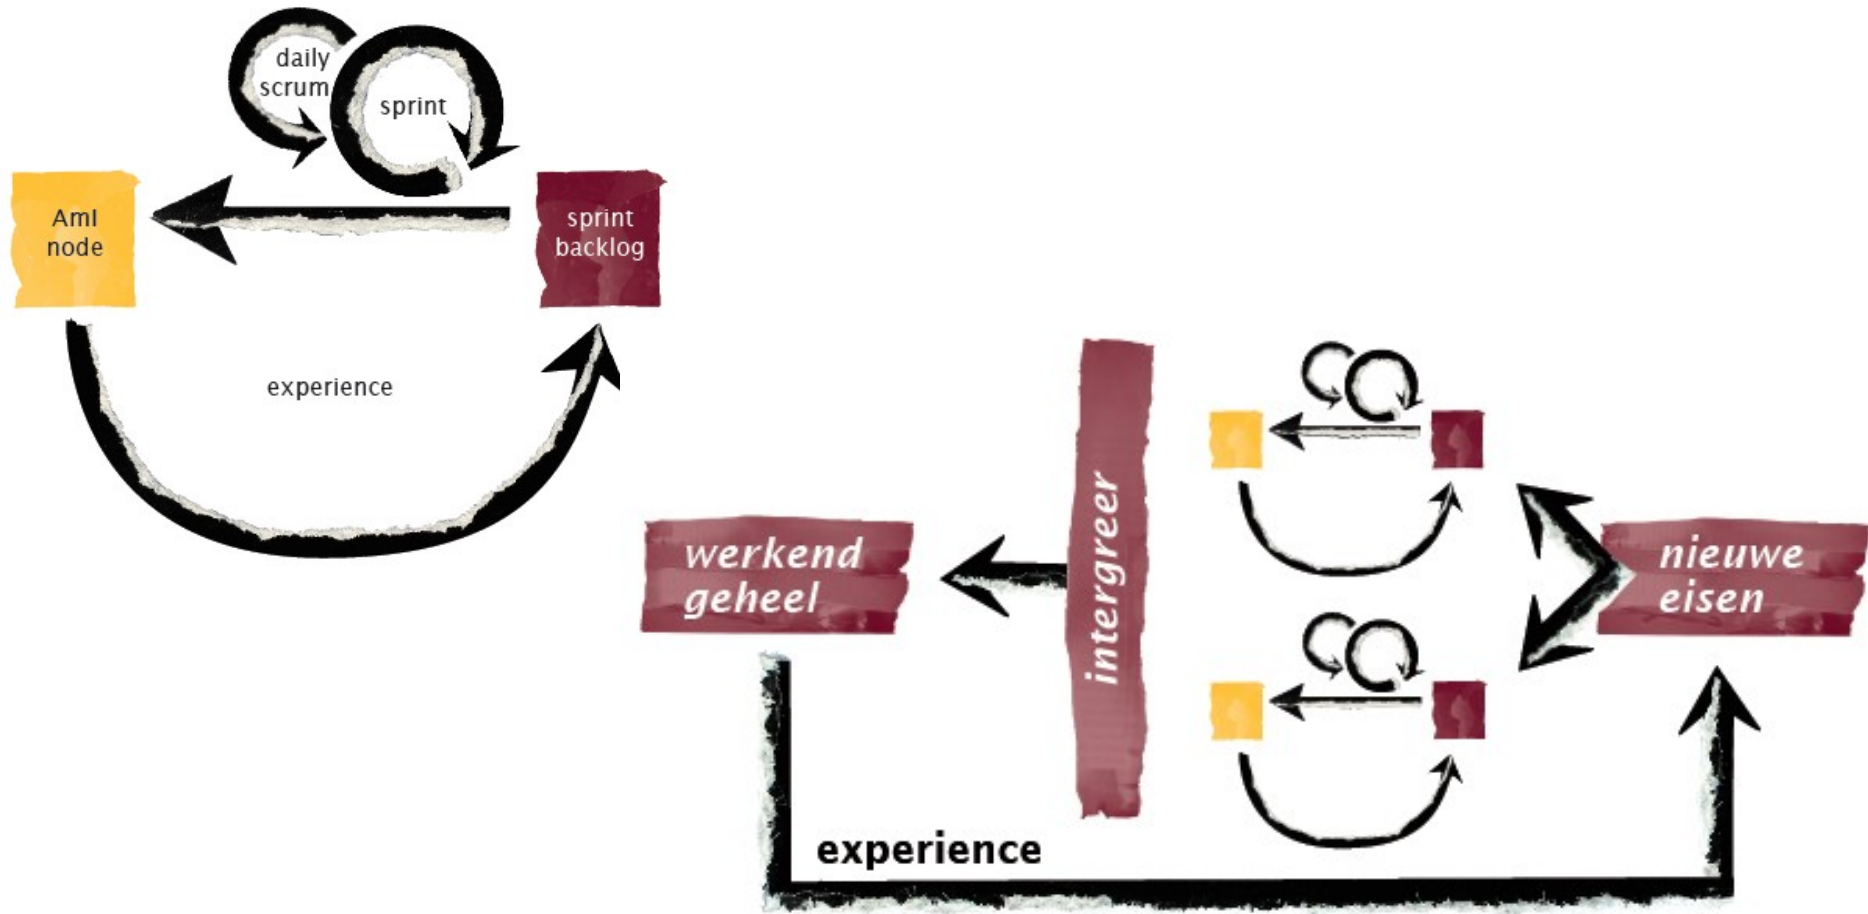 daily
scrum
sprint
AmI
node
sprint
backlog
experience
werkend
geheel
intergreer
nieuwe
eisen
experience